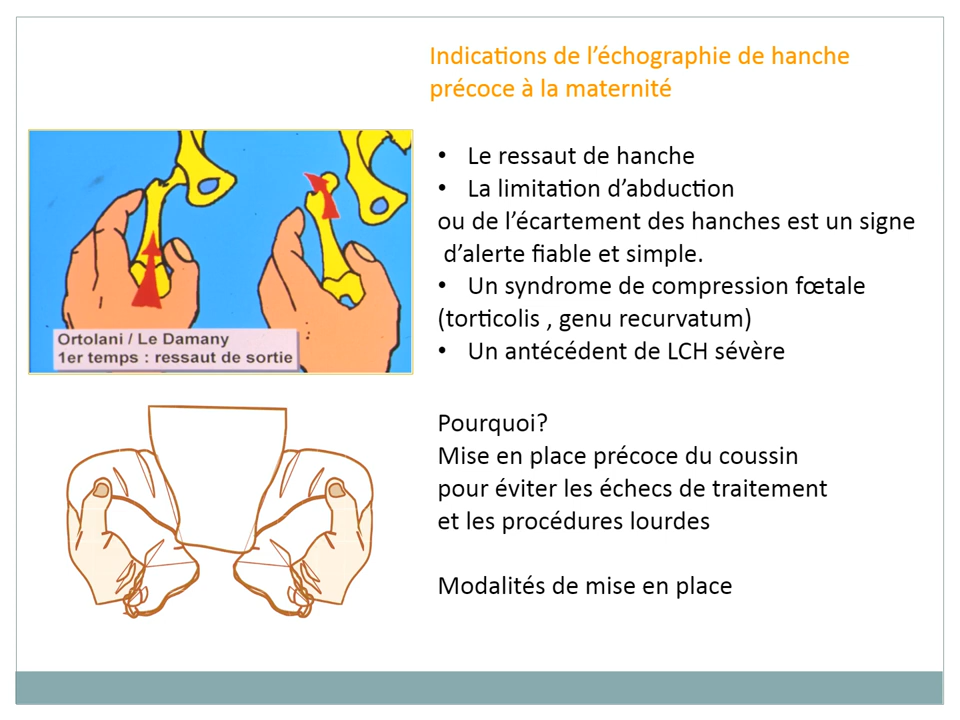 Indications de l'échographie de hanche
précoce à la maternité
• Le ressaut de hanche
• La limitation d'abduction
ou de l'écartement des hanches est un signe
d'alerte fiable et simple.
• Un syndrome de compression fœtale
(torticolis , genu recurvatum)
• Un antécédent de LCH sévère
Ortolani / Le Damany
1er temps : ressaut de sortie
Pourquoi?
Mise en place précoce du coussin
pour éviter les échecs de traitement
et les procédures lourdes
Modalités de mise en place